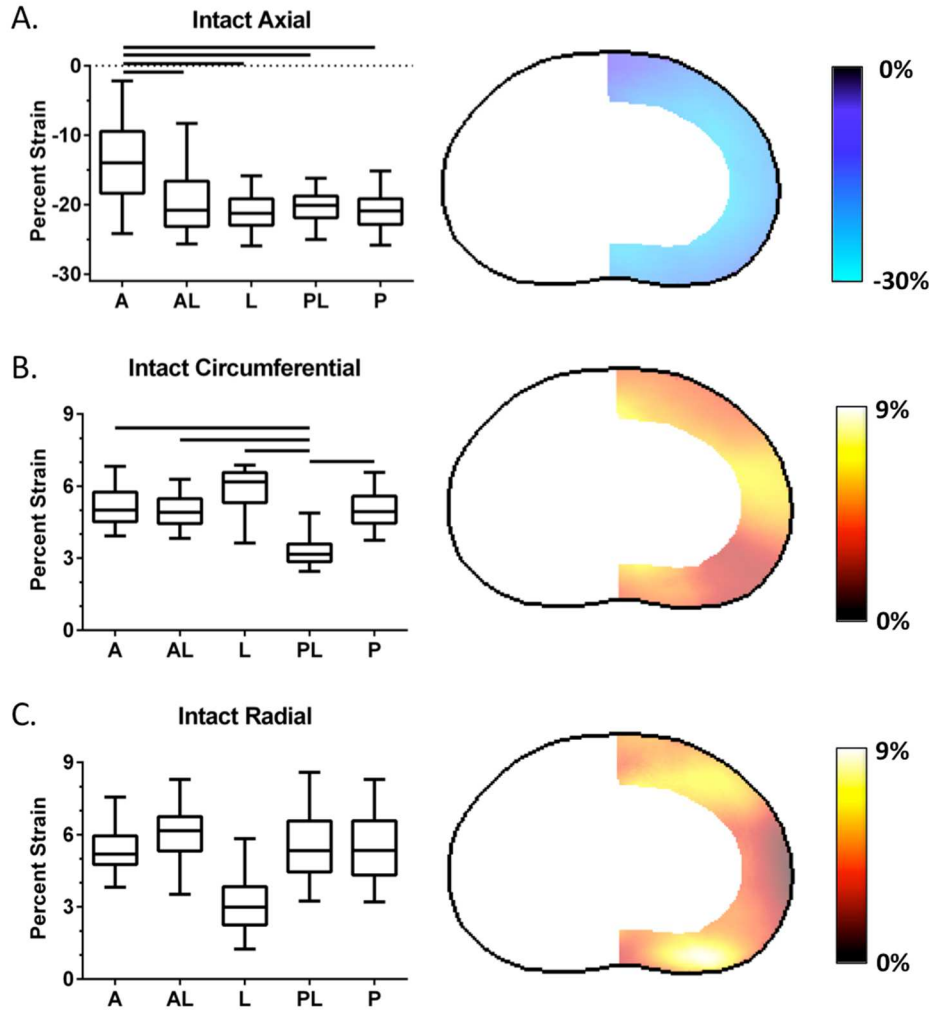 A.
Intact Axial
0
-10
-20
-30
Percent Strain
A AL L PL P
0%
-30%
B.
Intact Circumferential
9
6
3
0
Percent Strain
A AL L PL P
9%
0%
C.
Intact Radial
9
6
3
0
Percent Strain
A AL L PL P
9%
0%